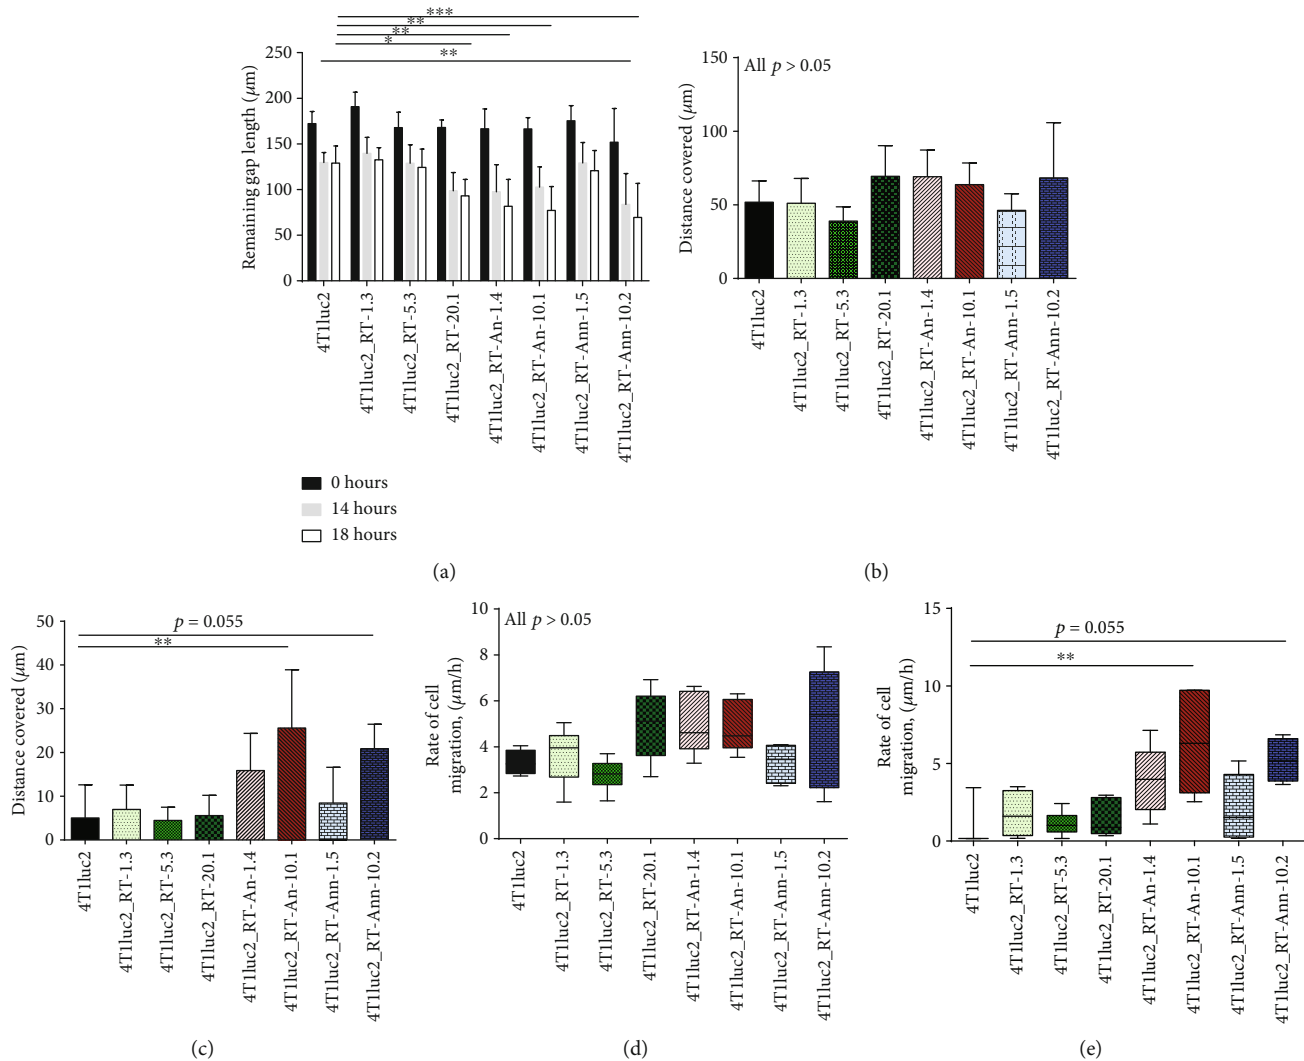 ***
**
**
*
**
250
200
150
100
50
0
Remaining gap length (μm)
4T1luc2
4T1luc2_RT-1.3
4T1luc2_RT-5.3
4T1luc2_RT-20.1
4T1luc2_RT-An-1.4
4T1luc2_RT-An-10.1
4T1luc2_RT-Ann-1.5
4T1luc2_RT-Ann-10.2
0 hours
14 hours
18 hours
(a)
All p > 0.05
150
100
50
0
Distance covered (μm)
4T1luc2
4T1luc2_RT-1.3
4T1luc2_RT-5.3
4T1luc2_RT-20.1
4T1luc2_RT-An-1.4
4T1luc2_RT-An-10.1
4T1luc2_RT-Ann-1.5
4T1luc2_RT-Ann-10.2
(b)
p = 0.055
**
50
40
30
20
10
0
Distance covered (μm)
4T1luc2
4T1luc2_RT-1.3
4T1luc2_RT-5.3
4T1luc2_RT-20.1
4T1luc2_RT-An-1.4
4T1luc2_RT-An-10.1
4T1luc2_RT-Ann-1.5
4T1luc2_RT-Ann-10.2
(c)
All p > 0.05
10
8
6
4
2
0
Rate of cell
migration, (μm/h)
4T1luc2
4T1luc2_RT-1.3
4T1luc2_RT-5.3
4T1luc2_RT-20.1
4T1luc2_RT-An-1.4
4T1luc2_RT-An-10.1
4T1luc2_RT-Ann-1.5
4T1luc2_RT-Ann-10.2
(d)
p = 0.055
**
15
10
5
0
Rate of cell
migration, (μm/h)
4T1luc2
4T1luc2_RT-1.3
4T1luc2_RT-5.3
4T1luc2_RT-20.1
4T1luc2_RT-An-1.4
4T1luc2_RT-An-10.1
4T1luc2_RT-Ann-1.5
4T1luc2_RT-Ann-10.2
(e)